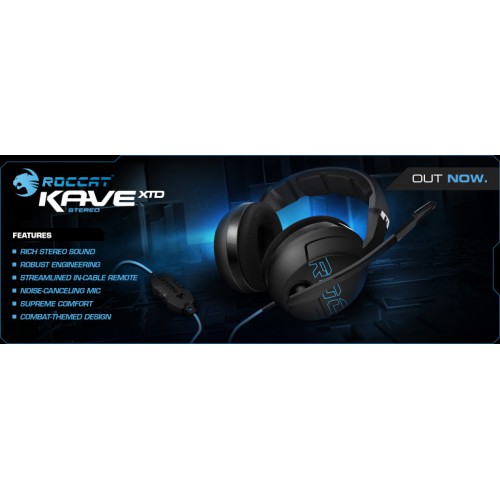 ROCCAT
KAVE XTD
STEREO
OUT NOW.
FEATURES
RICH STEREO SOUND
ROBUST ENGINEERING
STREAMLINED IN-CABLE REMOTE
NOISE-CANCELING MIC
SUPREME COMFORT
COMBAT-THEMED DESIGN